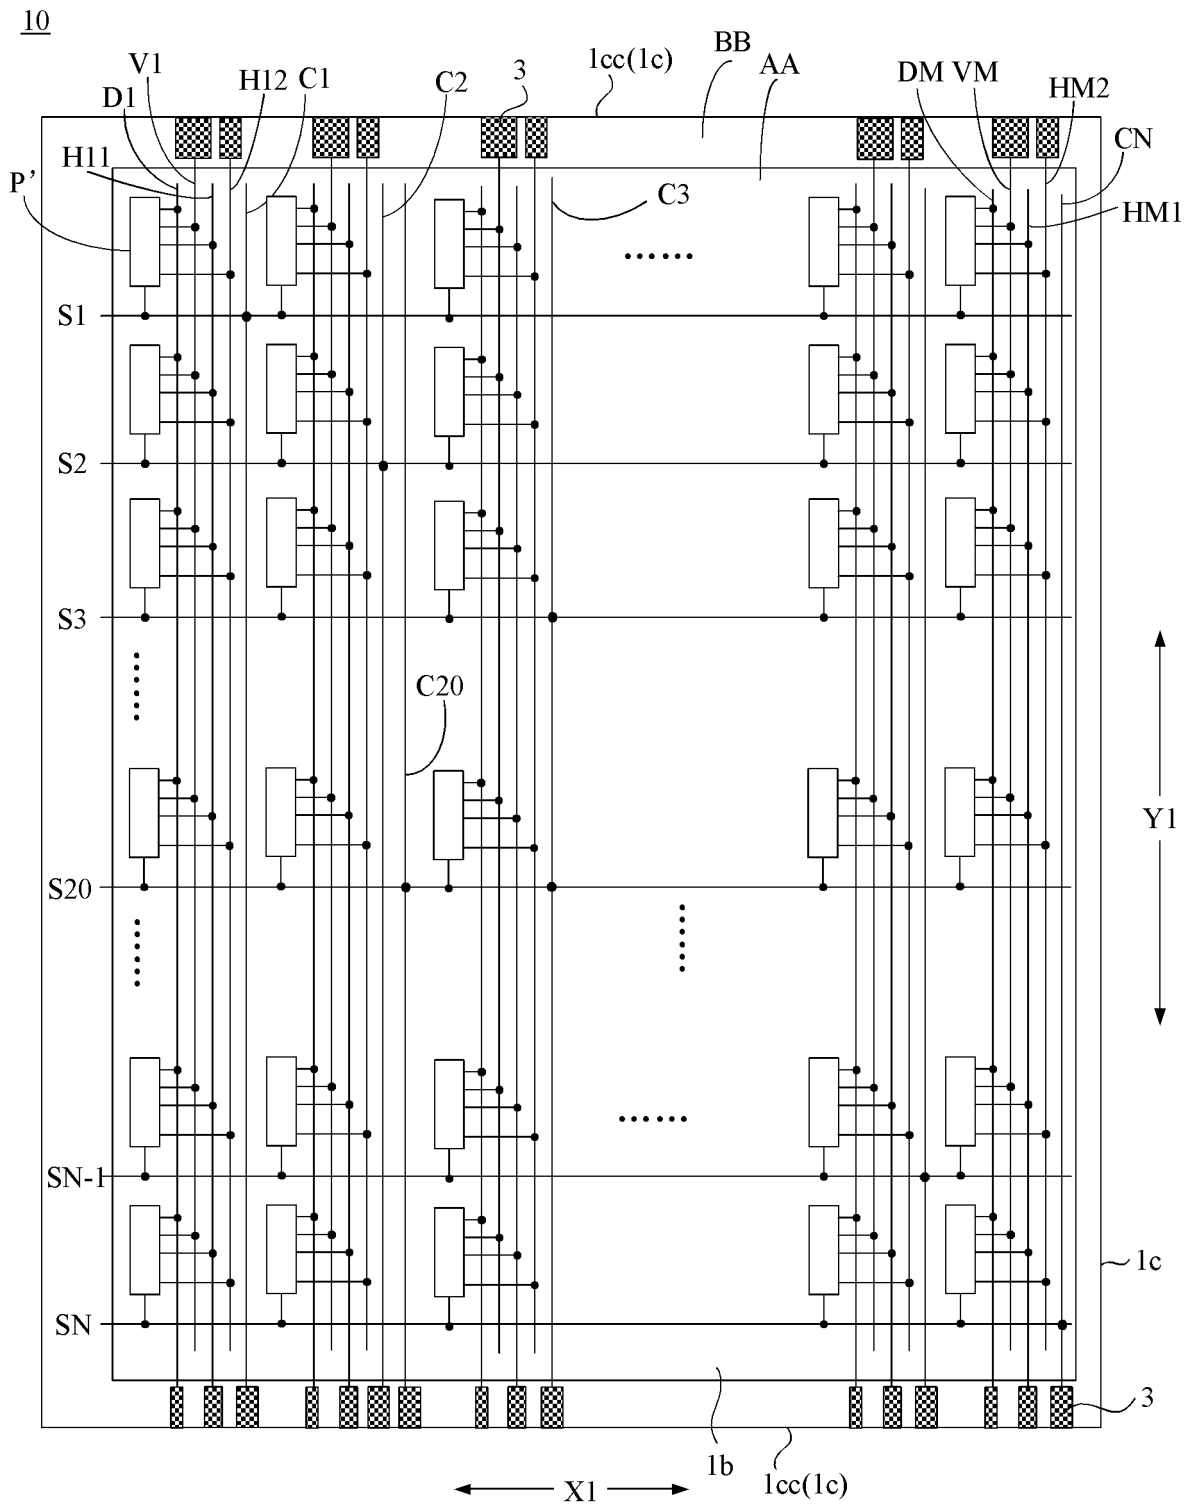 10
1cc(1c)
BB
AA
V1
D1
H12
C1
C2
3
DM VM
HM2
CN
H11
P’
C3
HM1
......
S1
S2
S3
......
C20
Y1
S20
......
......
......
SN-1
1c
SN
3
1b
1cc(1c)
X1